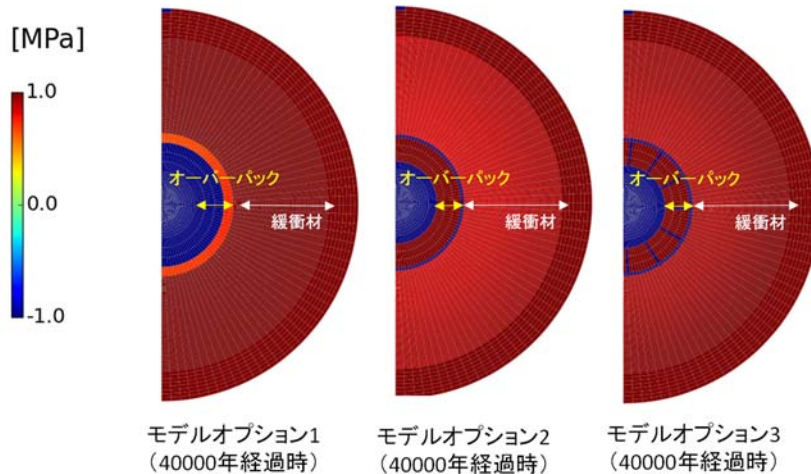 [MPa]
1.0
0.0
-1.0
オーバーパック
緩衝材
オーバーパック
緩衝材
オーバーパック
緩衝材
モデルオプション1
(40000年経過時)
モデルオプション2
(40000年経過時)
モデルオプション3
(40000年経過時)